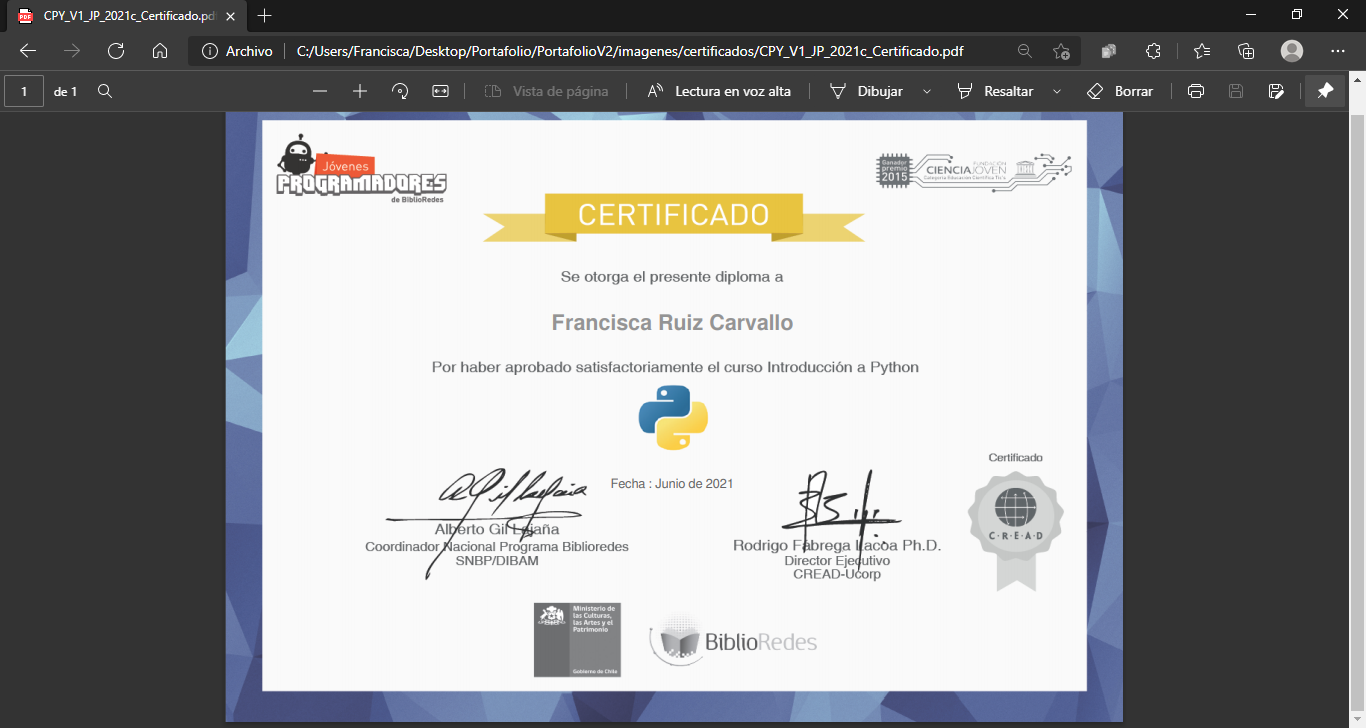 CPY_V1_JP_2021c_Certificado.pd
Archivo
C:/Users/Francisca/Desktop/Portafolio/PortafolioV2/imagenes/certificados/CPY_V1_JP_2021c_Certificado.pdf
1 de 1
Vista de página
Lectura en voz alta
Dibujar
Resaltar
Borrar
Jóvenes
PROGRAMADORES
de BiblioRedes
Ganador
premio
2015
FUNDACIÓN
CIENCIAJOVEN
Categoría Educación Científica Tic's
CERTIFICADO
Se otorga el presente diploma a
Francisca Ruiz Carvallo
Por haber aprobado satisfactoriamente el curso Introducción a Python
Fecha : Junio de 2021
Alberto Gil
Coordinador Nacional Programa Biblioredes
SNBP/DIBAM
Rodrigo Fábrega Lacoa Ph.D.
Director Ejecutivo
CREAD-Ucorp
Certificado
C·R·E·A·D
Ministerio de
las Culturas,
las Artes y el
Patrimonio
Gobierno de Chile
BiblioRedes